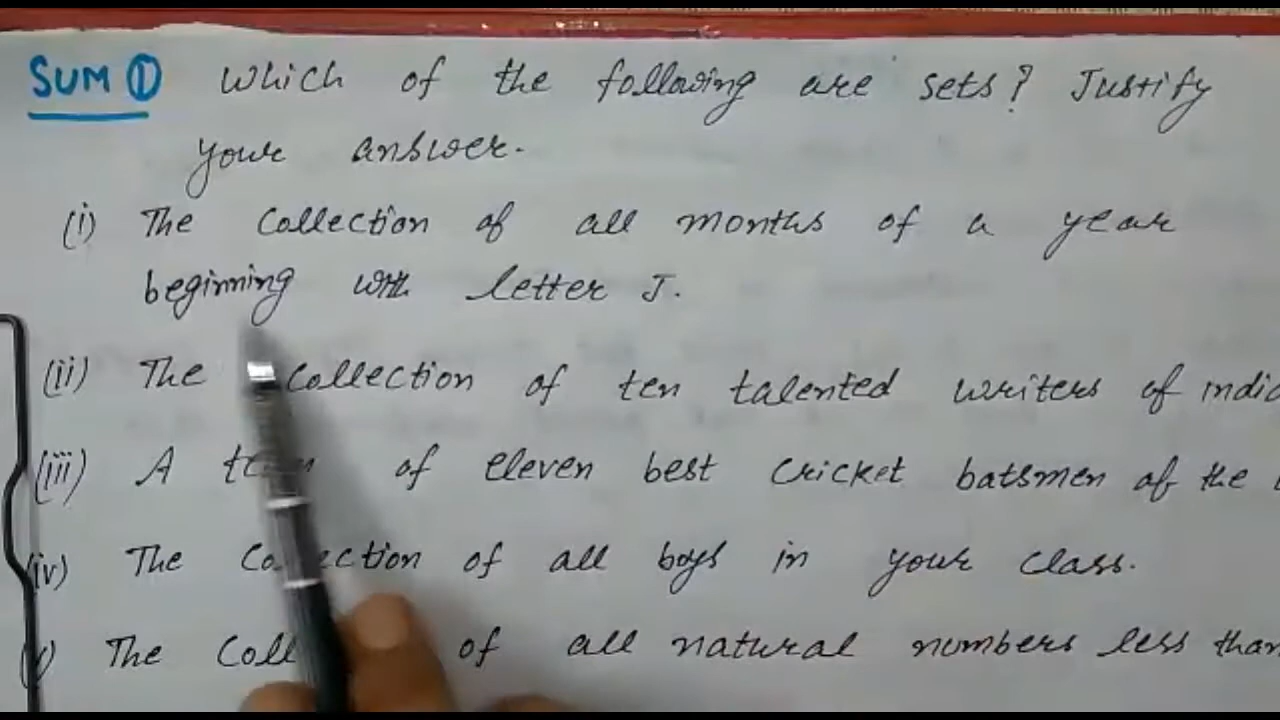 SUM ① Which of the following are sets? Justify
your answer.
(i) The Collection of all months of a year
beginning with letter J.
(ii) The Collection of ten talented writers of
(iii) A of eleven best cricket batsmen of the
(iv) The of all boys in your class.
The of all natural numbers less than